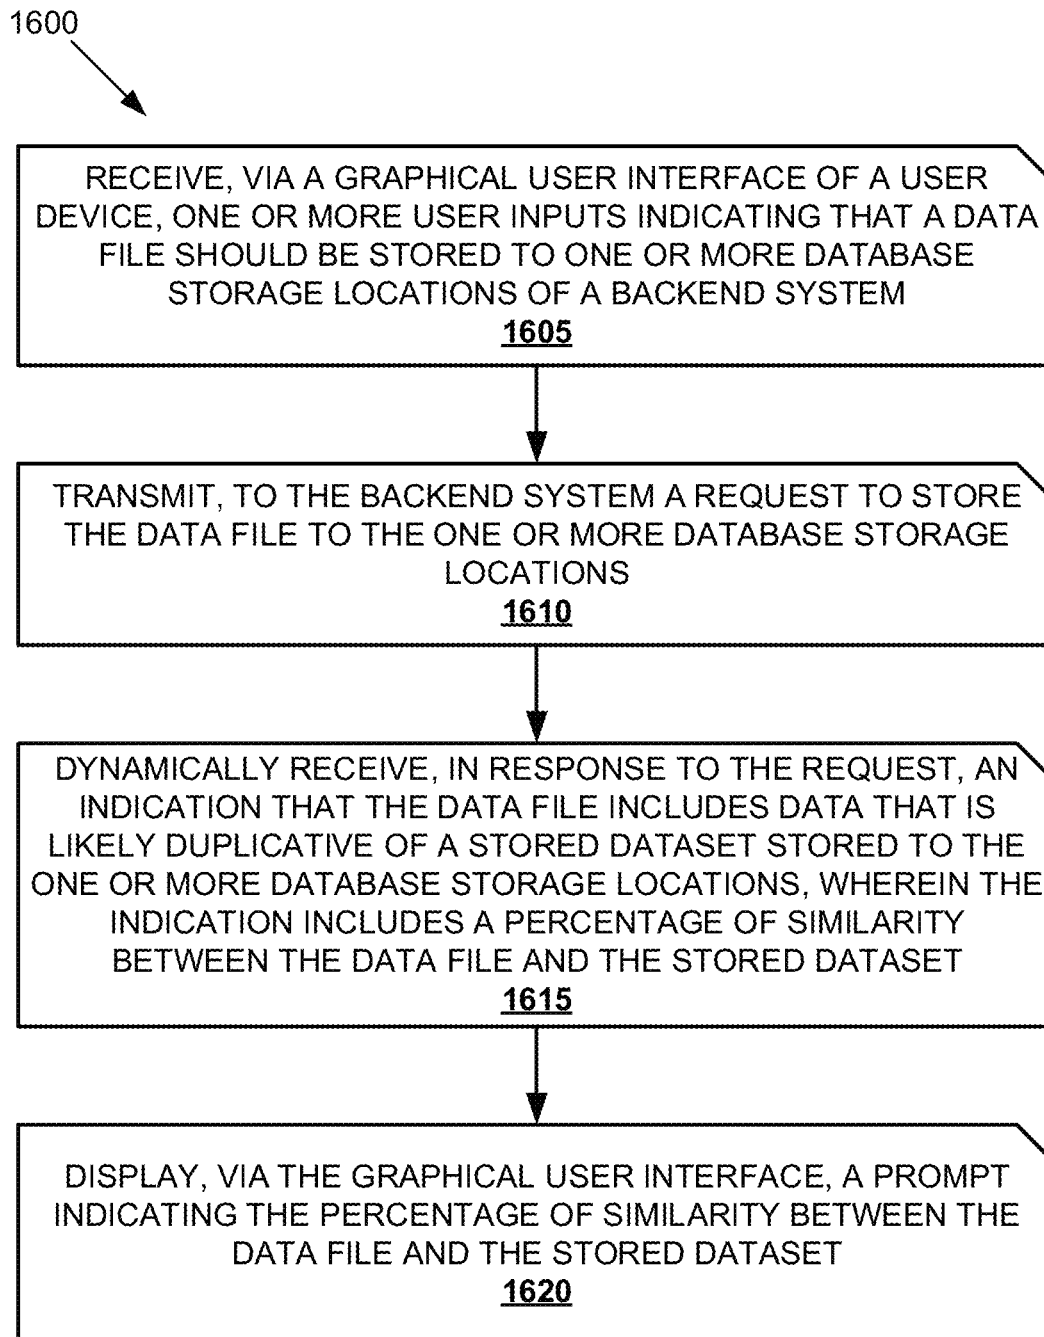 1600
RECEIVE, VIA A GRAPHICAL USER INTERFACE OF A USER
DEVICE, ONE OR MORE USER INPUTS INDICATING THAT A DATA
FILE SHOULD BE STORED TO ONE OR MORE DATABASE
STORAGE LOCATIONS OF A BACKEND SYSTEM
1605
TRANSMIT, TO THE BACKEND SYSTEM A REQUEST TO STORE
THE DATA FILE TO THE ONE OR MORE DATABASE STORAGE
LOCATIONS
1610
DYNAMICALLY RECEIVE, IN RESPONSE TO THE REQUEST, AN
INDICATION THAT THE DATA FILE INCLUDES DATA THAT IS
LIKELY DUPLICATIVE OF A STORED DATASET STORED TO THE
ONE OR MORE DATABASE STORAGE LOCATIONS, WHEREIN THE
INDICATION INCLUDES A PERCENTAGE OF SIMILARITY
BETWEEN THE DATA FILE AND THE STORED DATASET
1615
DISPLAY, VIA THE GRAPHICAL USER INTERFACE, A PROMPT
INDICATING THE PERCENTAGE OF SIMILARITY BETWEEN THE
DATA FILE AND THE STORED DATASET
1620